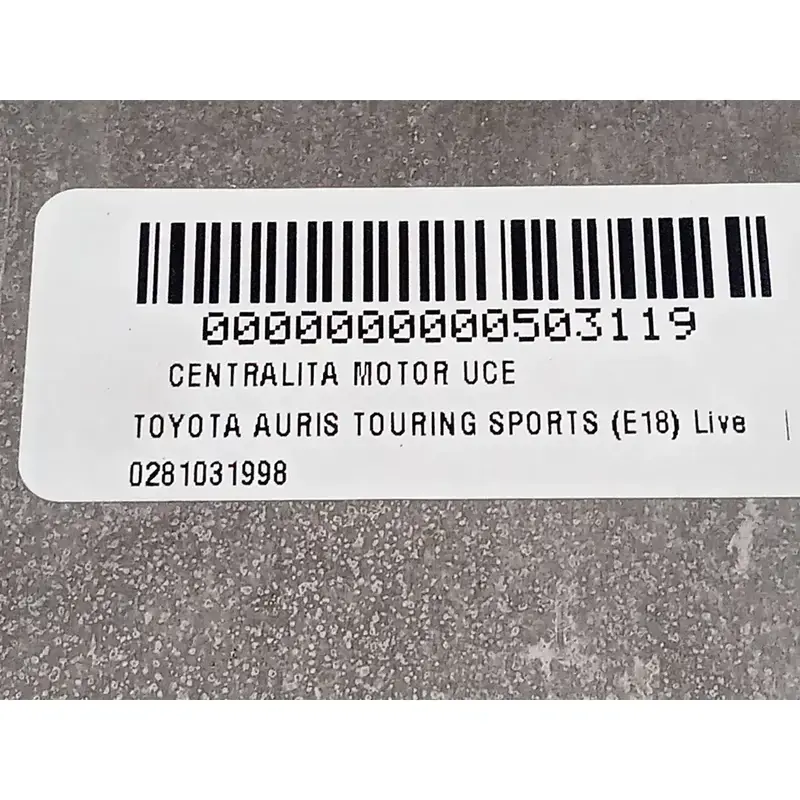 0000000000503119
CENTRALITA MOTOR UCE
TOYOTA AURIS TOURING SPORTS (E18) Live |
0281031998